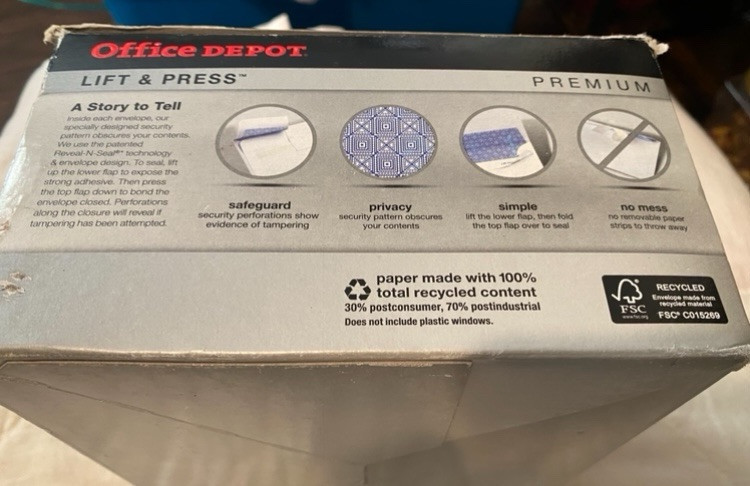 Office DEPOT
LIFT & PRESS™
PREMIUM
A Story to Tell
Inside each envelope, our
specially designed security
pattern obscures your contents.
We use the patented
Reveal-N-Seal®* technology
& envelope design. To seal, lift
up the lower flap to expose the
strong adhesive. Then press
the top flap down to bond the
envelope closed. Perforations
along the closure will reveal if
tampering has been attempted.
safeguard
security perforations show
evidence of tampering
privacy
security pattern obscures
your contents
simple
lift the lower flap, then fold
the top flap over to seal
no mess
no removable paper
strips to throw away
paper made with 100%
total recycled content
30% postconsumer, 70% postindustrial
Does not include plastic windows.
FSC
www.fsc.org
RECYCLED
Envelope made from
recycled material
FSC® C015269